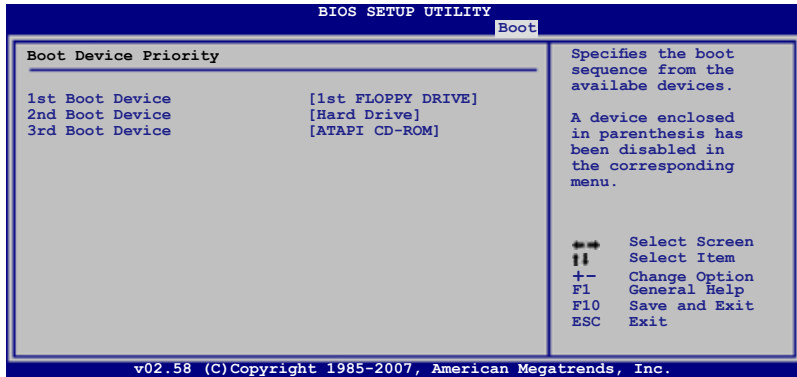 BIOS SETUP UTILITY
Boot
Boot Device Priority
1st Boot Device [1st FLOPPY DRIVE]
2nd Boot Device [Hard Drive]
3rd Boot Device [ATAPI CD-ROM]
Specifies the boot
sequence from the
availabe devices.
A device enclosed
in parenthesis has
been disabled in
the corresponding
menu.
Select Screen
Select Item
+- Change Option
F1 General Help
F10 Save and Exit
ESC Exit
v02.58 (C)Copyright 1985-2007, American Megatrends, Inc.